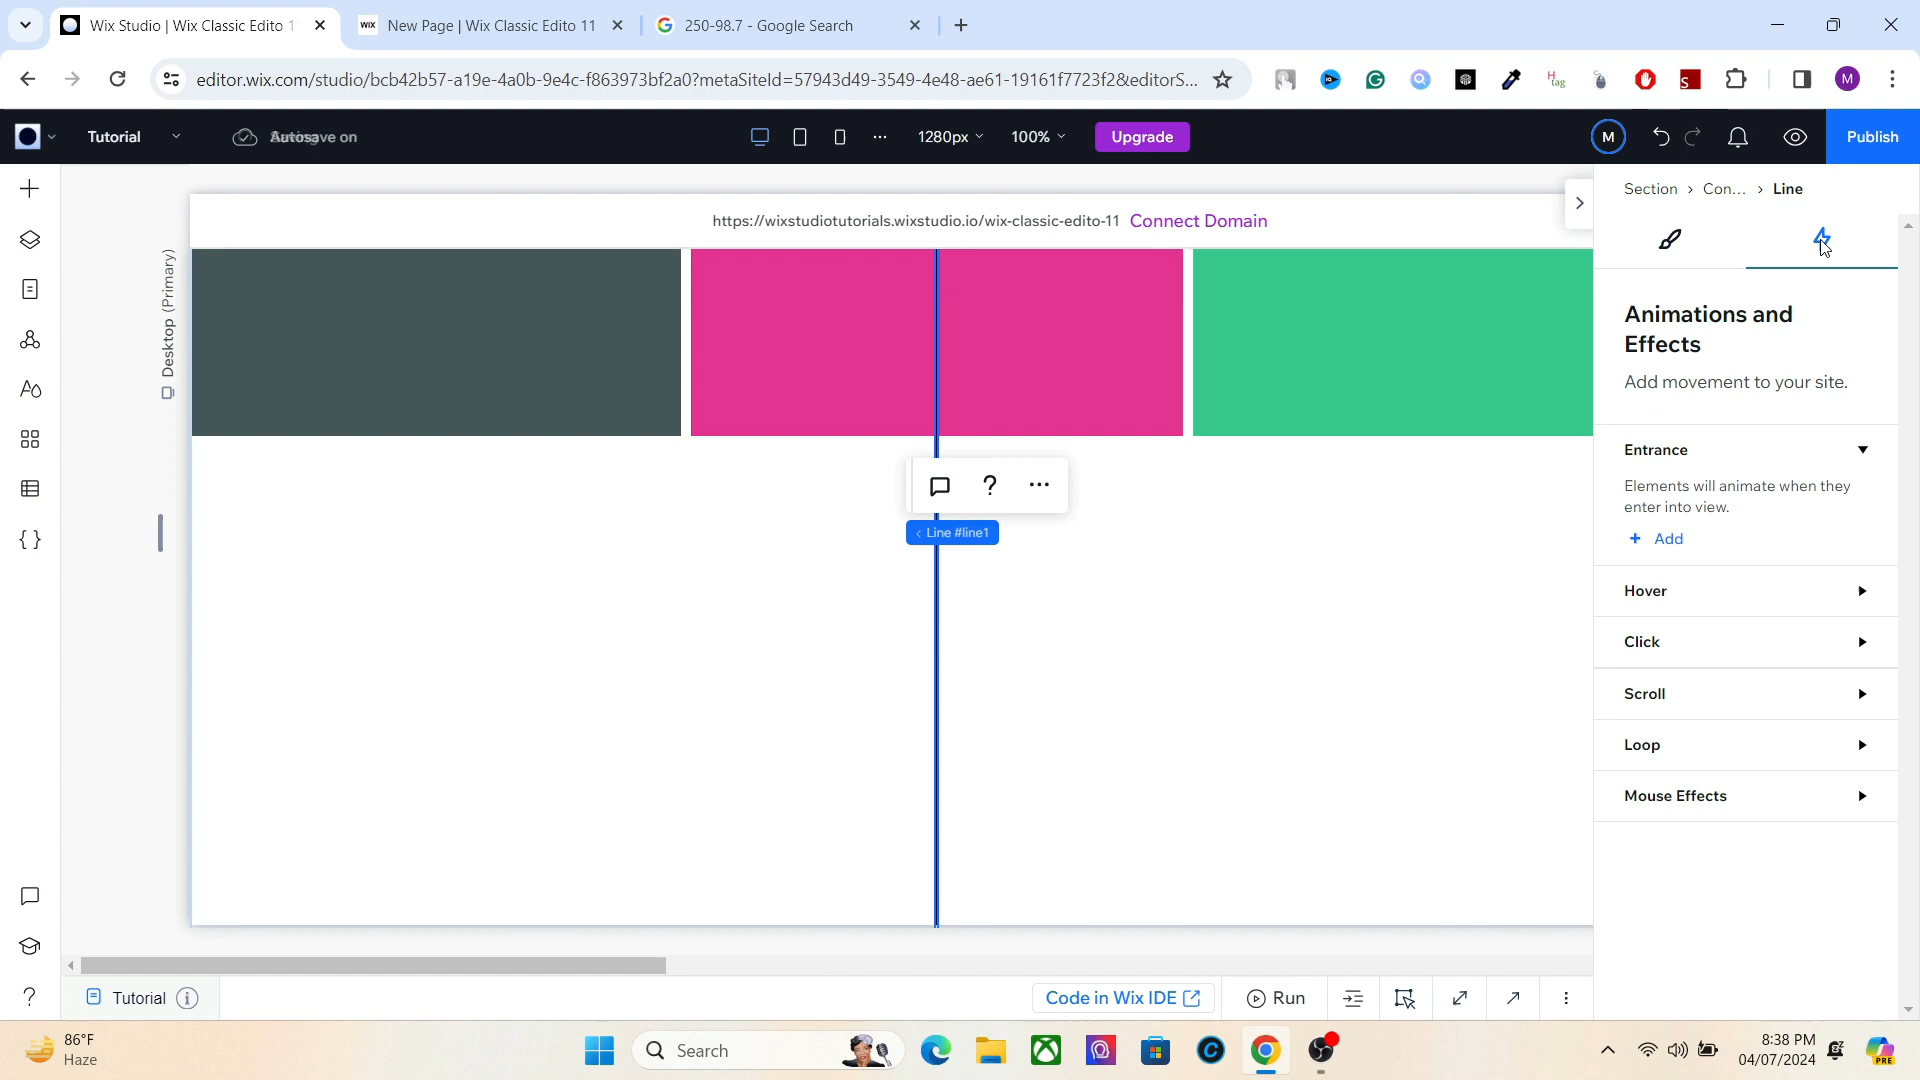 Wix Studio | Wix Classic Edito 1
WIX New Page | Wix Classic Edito 11
250-98.7 - Google Search
editor.wix.com/studio/bcb42b57-a19e-4a0b-9e4c-f863973bf2a0?metaSiteId=57943d49-3549-4e48-ae61-19161f7723f2&editorS...
H tag
S
M
Tutorial
Autosave on
1280px
100%
Upgrade
M
Publish
Section > Con... > Line
https://wixstudiotutorials.wixstudio.io/wix-classic-edito-11 Connect Domain
Desktop (Primary)
Animations and
Effects
Add movement to your site.
Entrance
Elements will animate when they
enter into view.
+ Add
Hover
Click
Scroll
Loop
Mouse Effects
< Line #line1
Tutorial
Code in Wix IDE
Run
86°F
Haze
Search
8:38 PM
04/07/2024
PRE